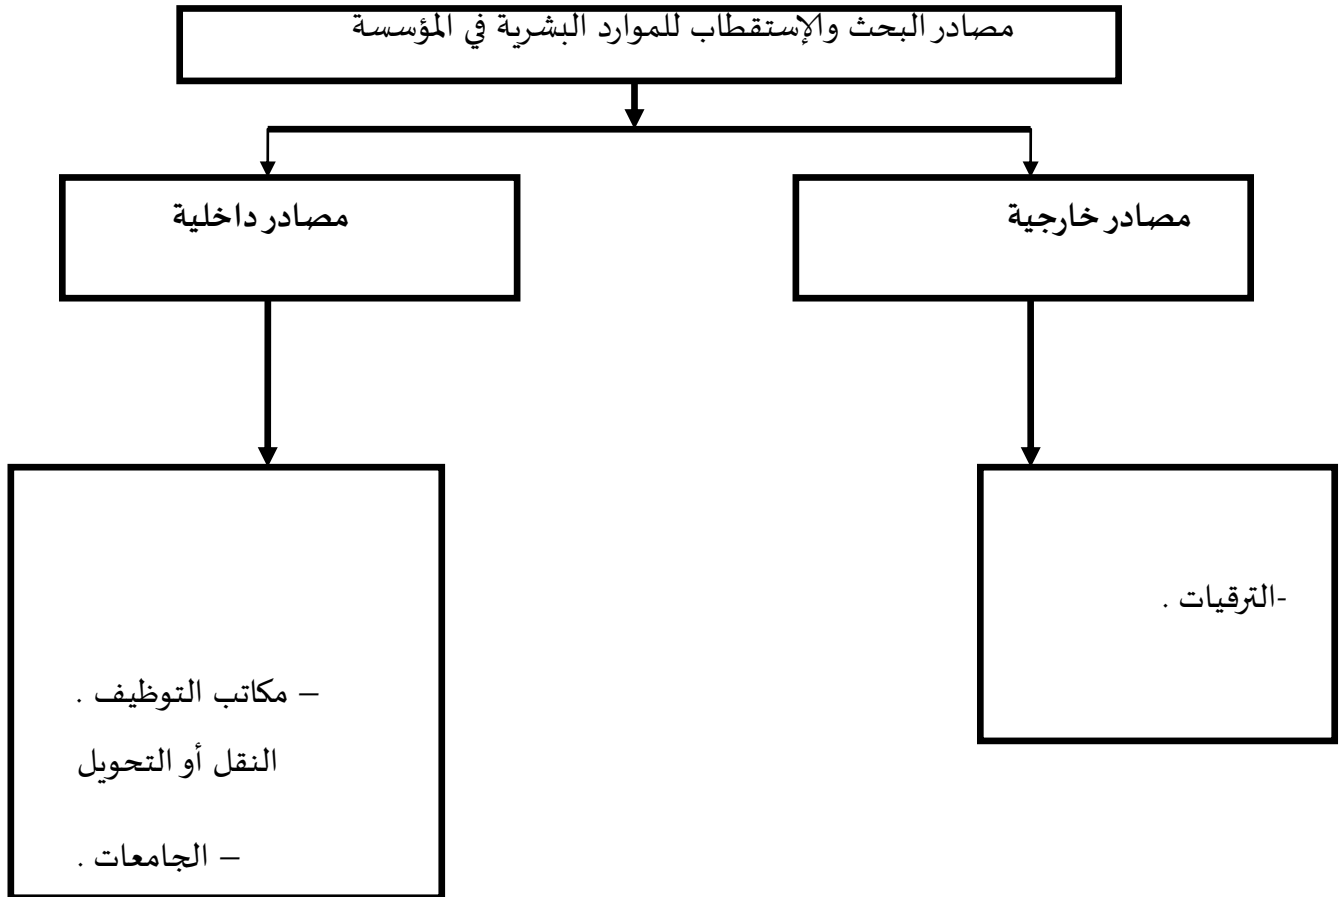 مصادر البحث والإستقطاب للموارد البشرية في المؤسسة
مصادر خارجية
مصادر داخلية
-الترقيات .
– مكاتب التوظيف .
النقل أو التحويل
– الجامعات .